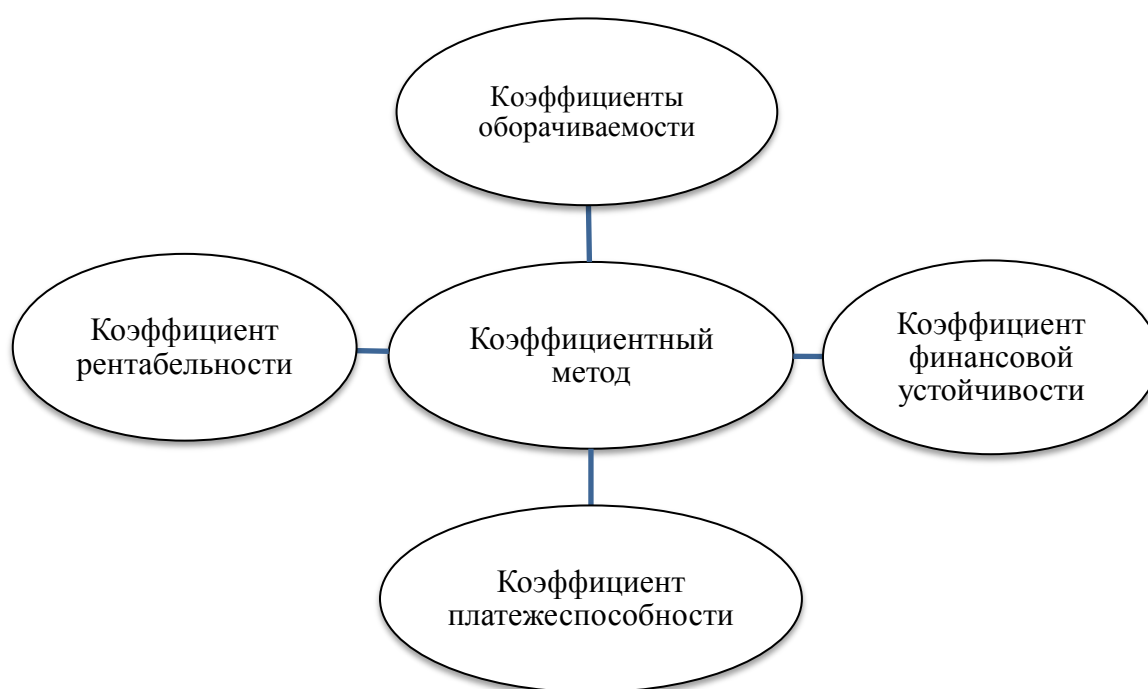 Коэффициенты
оборачиваемости
Коэффициент
рентабельности
Коэффициентный
метод
Коэффициент
финансовой
устойчивости
Коэффициент
платежеспособности